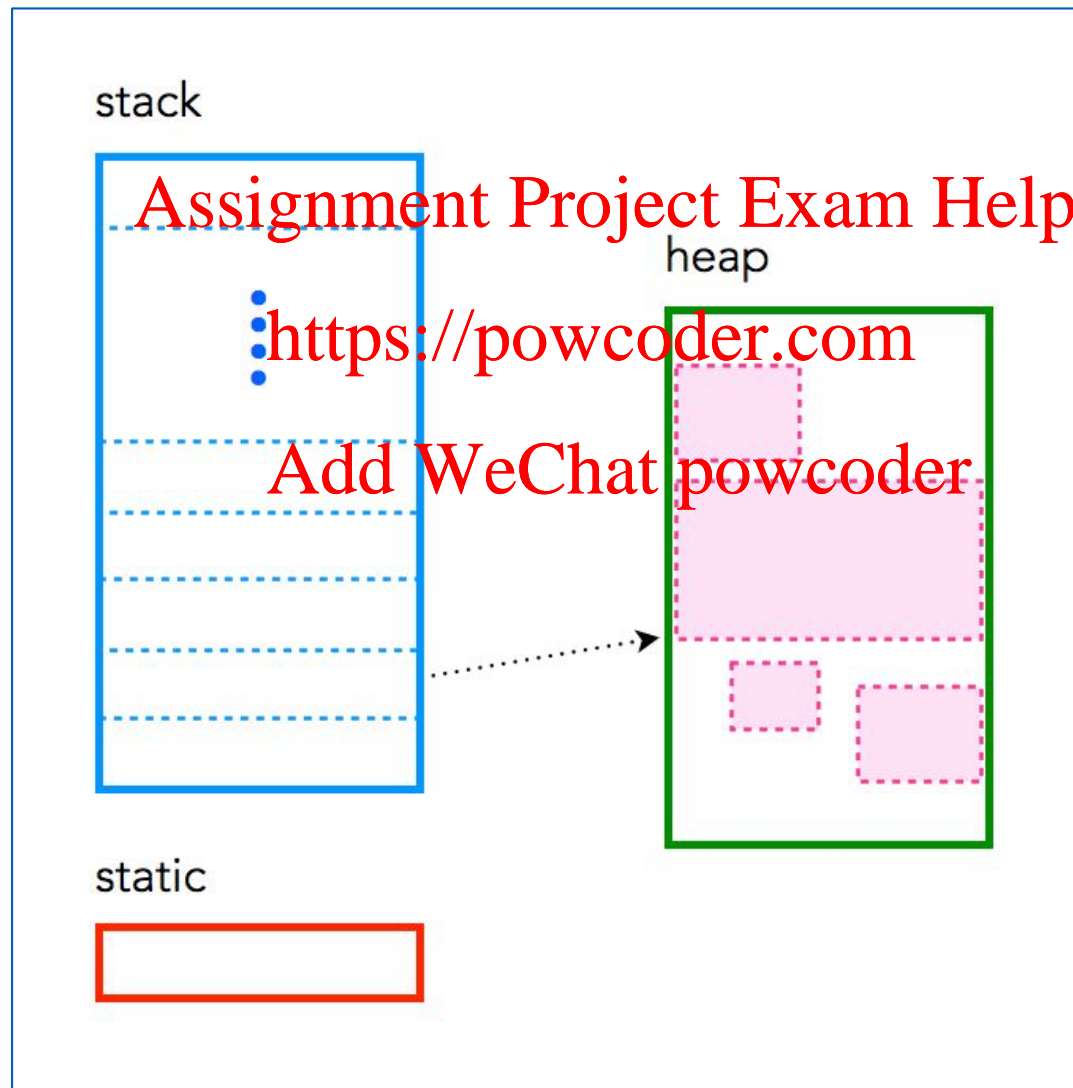 stack
Assignment Project Exam Help
heap
https://powcoder.com
Add WeChat powcoder
static